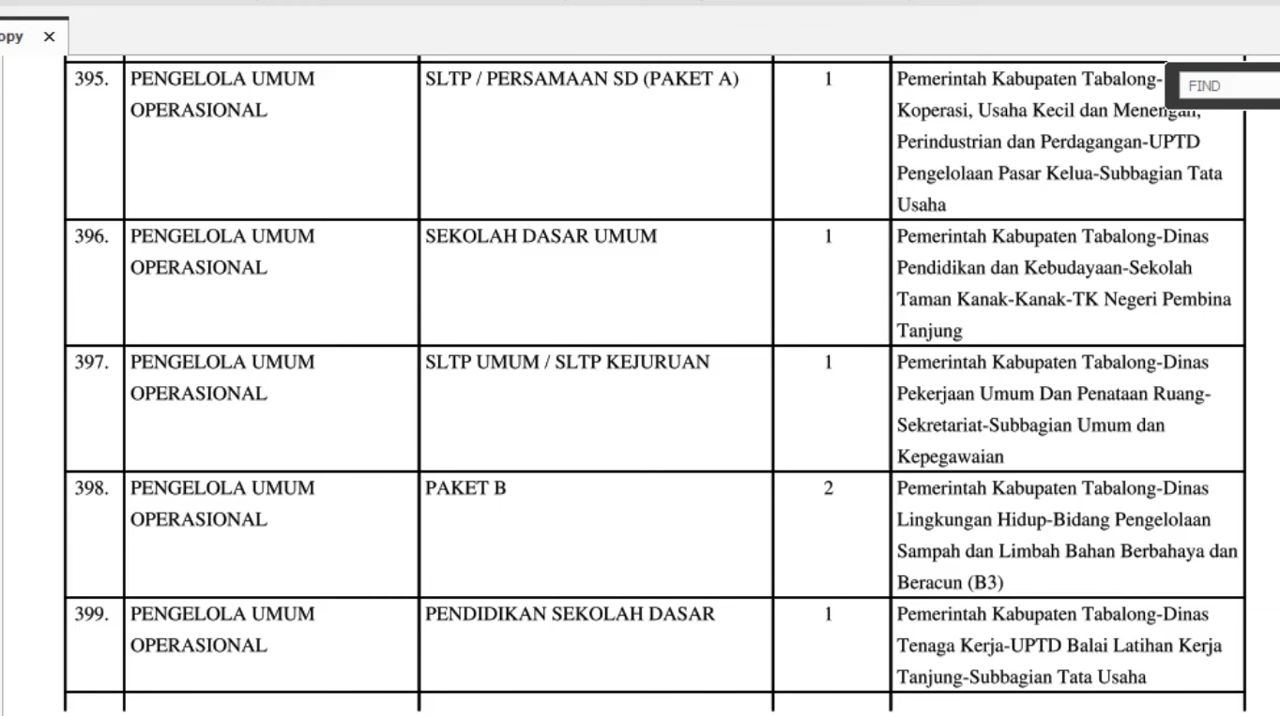 opy ×
FIND
395. PENGELOLA UMUM OPERASIONAL SLTP / PERSAMAAN SD (PAKET A) 1 Pemerintah Kabupaten Tabalong-
Koperasi, Usaha Kecil dan Menengah,
Perindustrian dan Perdagangan-UPTD
Pengelolaan Pasar Kelua-Subbagian Tata
Usaha
396. PENGELOLA UMUM OPERASIONAL SEKOLAH DASAR UMUM 1 Pemerintah Kabupaten Tabalong-Dinas
Pendidikan dan Kebudayaan-Sekolah
Taman Kanak-Kanak-TK Negeri Pembina
Tanjung
397. PENGELOLA UMUM OPERASIONAL SLTP UMUM / SLTP KEJURUAN 1 Pemerintah Kabupaten Tabalong-Dinas
Pekerjaan Umum Dan Penataan Ruang-
Sekretariat-Subbagian Umum dan
Kepegawaian
398. PENGELOLA UMUM OPERASIONAL PAKET B 2 Pemerintah Kabupaten Tabalong-Dinas
Lingkungan Hidup-Bidang Pengelolaan
Sampah dan Limbah Bahan Berbahaya dan
Beracun (B3)
399. PENGELOLA UMUM OPERASIONAL PENDIDIKAN SEKOLAH DASAR 1 Pemerintah Kabupaten Tabalong-Dinas
Tenaga Kerja-UPTD Balai Latihan Kerja
Tanjung-Subbagian Tata Usaha